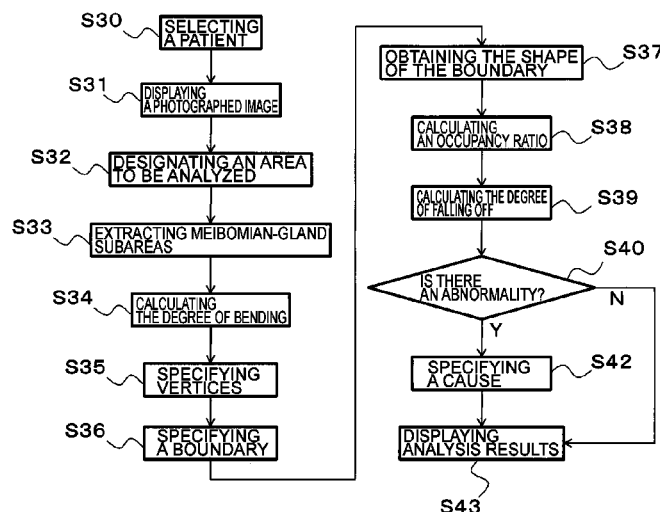 S30
SELECTING
A PATIENT
S31
DISPLAYING
A PHOTOGRAPHED IMAGE
S32
DESIGNATING AN AREA
TO BE ANALYZED
S33
EXTRACTING MEIBOMIAN-GLAND
SUBAREAS
S34
CALCULATING
THE DEGREE OF BENDING
S35
SPECIFYING
VERTICES
S36
SPECIFYING
A BOUNDARY
OBTAINING THE SHAPE
OF THE BOUNDARY
S37
CALCULATING
AN OCCUPANCY RATIO
S38
CALCULATING THE DEGREE
OF FALLING OFF
S39
S40
IS THERE
AN ABNORMALITY?
N
Y
SPECIFYING
A CAUSE
S42
DISPLAYING
ANALYSIS RESULTS
S43